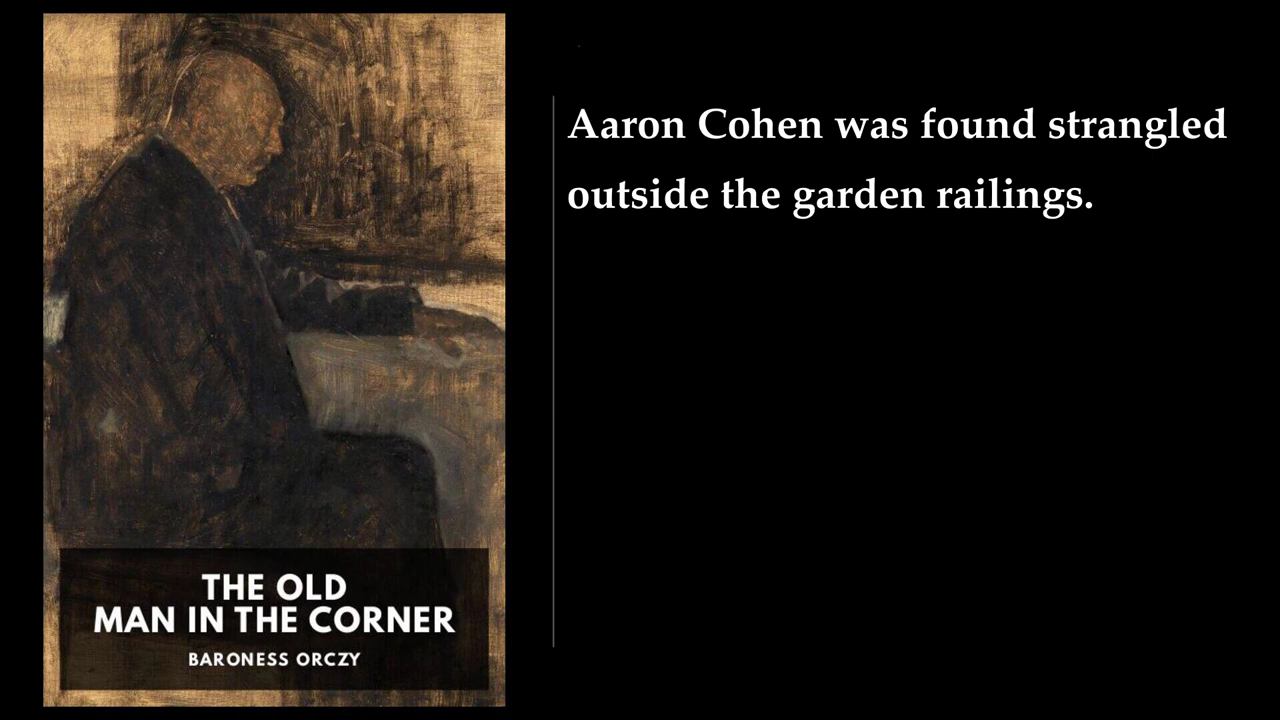 Aaron Cohen was found strangled
outside the garden railings.
THE OLD
MAN IN THE CORNER
BARONESS ORCZY